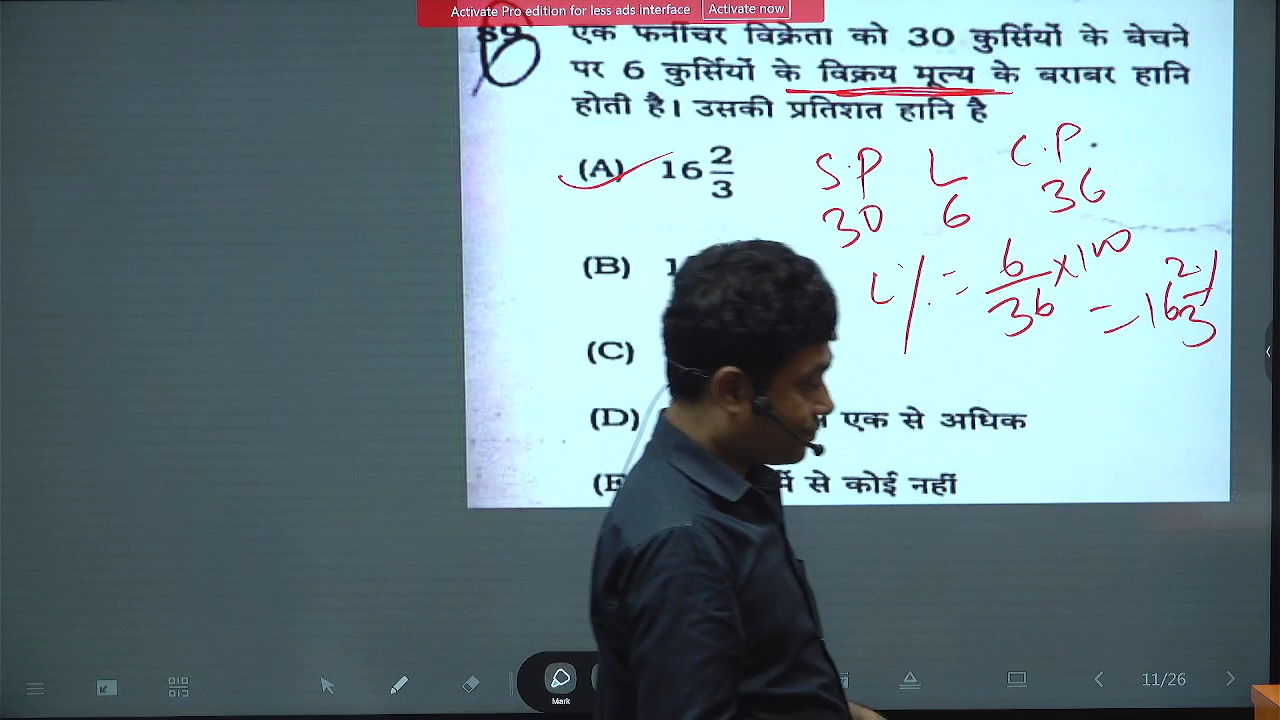 Activate Pro edition for less ads interface Activate now
एक फर्नीचर विक्रेता को 30 कुर्सियों के बेचने
पर 6 कुर्सियों के विक्रय मूल्य के बराबर हानि
होती है। उसकी प्रतिशत हानि है
(A) 16 2/3
S.P L C.P.
30 6 36
(B) 1
L% = 6/36 x100 = 16 2/3
(C)
(D) एक से अधिक
(E में से कोई नहीं
Mark
11/26